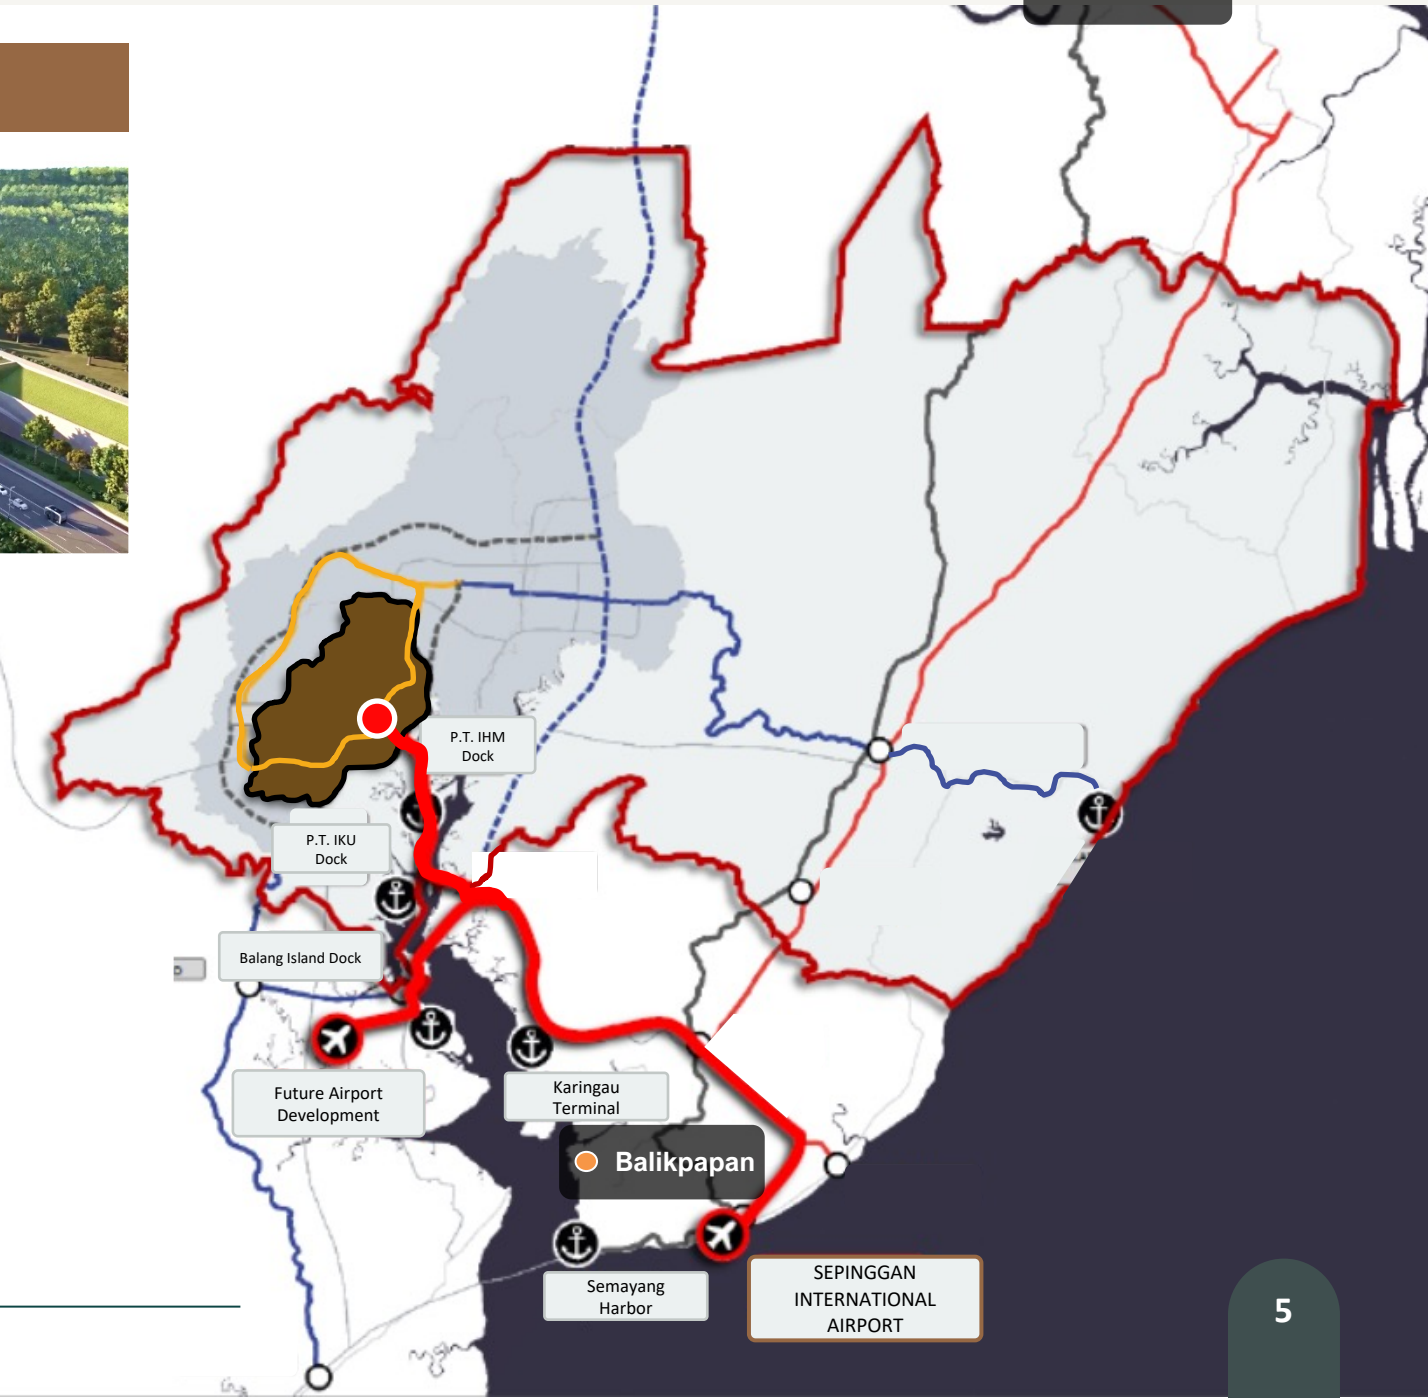 P.T. IHM
Dock
P.T. IKU
Dock
Balang Island Dock
Future Airport
Development
Karingau
Terminal
Balikpapan
Semayang
Harbor
SEPINGGAN
INTERNATIONAL
AIRPORT
5